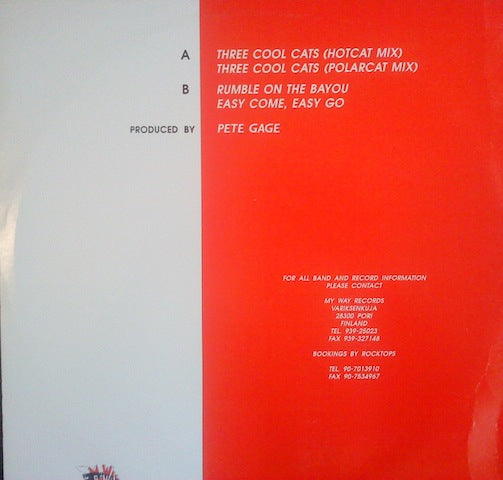 A THREE COOL CATS (HOTCAT MIX)
THREE COOL CATS (POLARCAT MIX)
B RUMBLE ON THE BAYOU
EASY COME, EASY GO
PRODUCED BY PETE GAGE
FOR ALL BAND AND RECORD INFORMATION
PLEASE CONTACT
MY WAY RECORDS
VARIKSENKUJA
28300 PORI
FINLAND
TEL. 939-25023
FAX 939-327148
BOOKINGS BY ROCKTOPS
TEL. 90-7013910
FAX 90-7534967